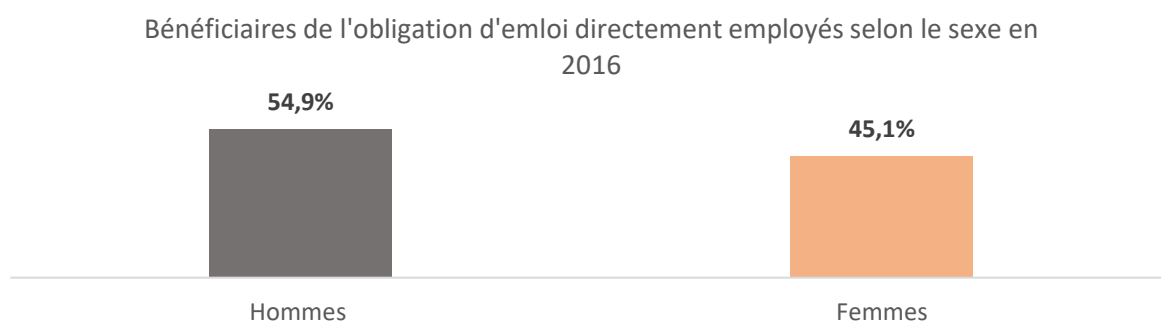 Bénéficiaires de l'obligation d'emloi directement employés selon le sexe en
2016
54,9%
45,1%
Hommes
Femmes